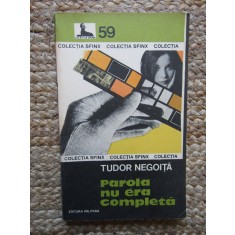 59
COLECȚIA SFINX COLECȚIA SFINX COLECȚIA
COLECȚIA SFINX COLECȚIA SFINX COLECȚIA
TUDOR NEGOIȚĂ
Parola
nu era
completă
EDITURA MILITARĂ